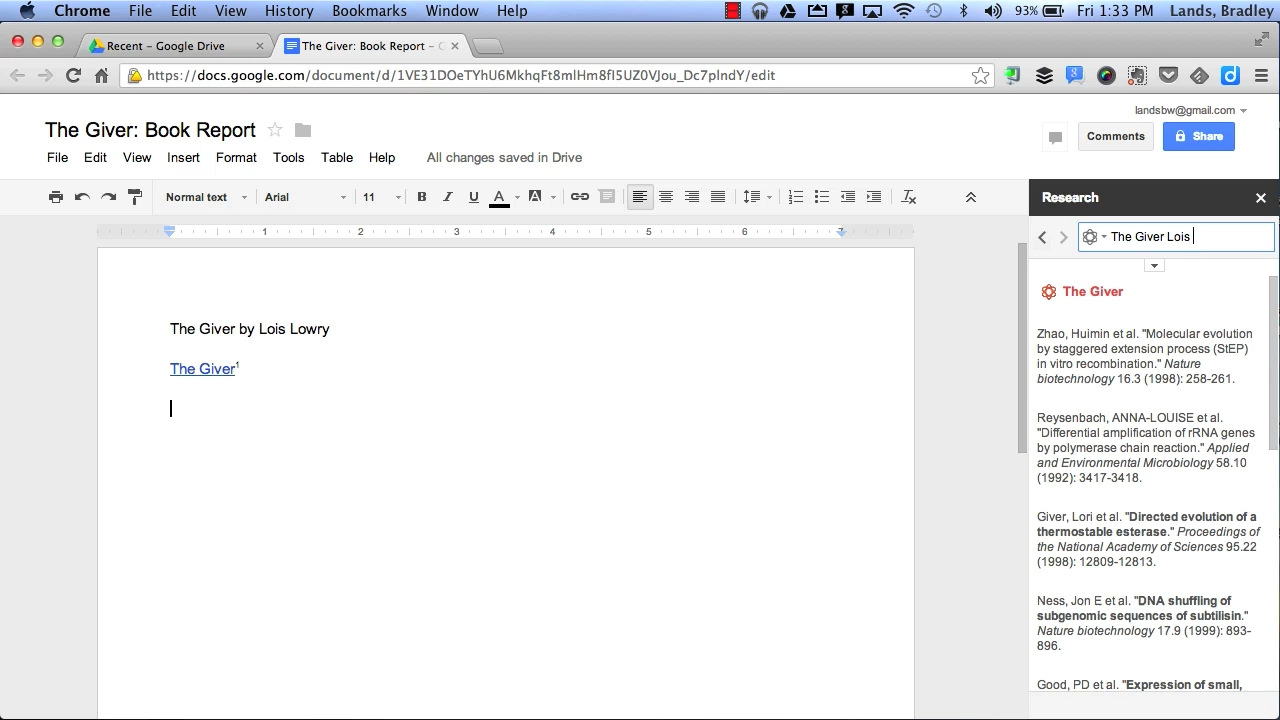 Chrome File Edit View History Bookmarks Window Help 93% Fri 1:33 PM Lands, Bradley
Recent - Google Drive
The Giver: Book Report -
https://docs.google.com/document/d/1VE31DOeTYhU6MkhqFt8mlHm8fl5UZ0VJou_Dc7plndY/edit
landsbw@gmail.com
The Giver: Book Report
Comments Share
File Edit View Insert Format Tools Table Help All changes saved in Drive
Normal text Arial 11 B I U A A
Research
1 2 3 4 5 6 7
The Giver Lois
The Giver by Lois Lowry
The Giver1
The Giver
Zhao, Huimin et al. "Molecular evolution
by staggered extension process (StEP)
in vitro recombination." Nature
biotechnology 16.3 (1998): 258-261.
Reysenbach, ANNA-LOUISE et al.
"Differential amplification of rRNA genes
by polymerase chain reaction." Applied
and Environmental Microbiology 58.10
(1992): 3417-3418.
Giver, Lori et al. "Directed evolution of a
thermostable esterase." Proceedings of
the National Academy of Sciences 95.22
(1998): 12809-12813.
Ness, Jon E et al. "DNA shuffling of
subgenomic sequences of subtilisin."
Nature biotechnology 17.9 (1999): 893-
896.
Good, PD et al. "Expression of small,